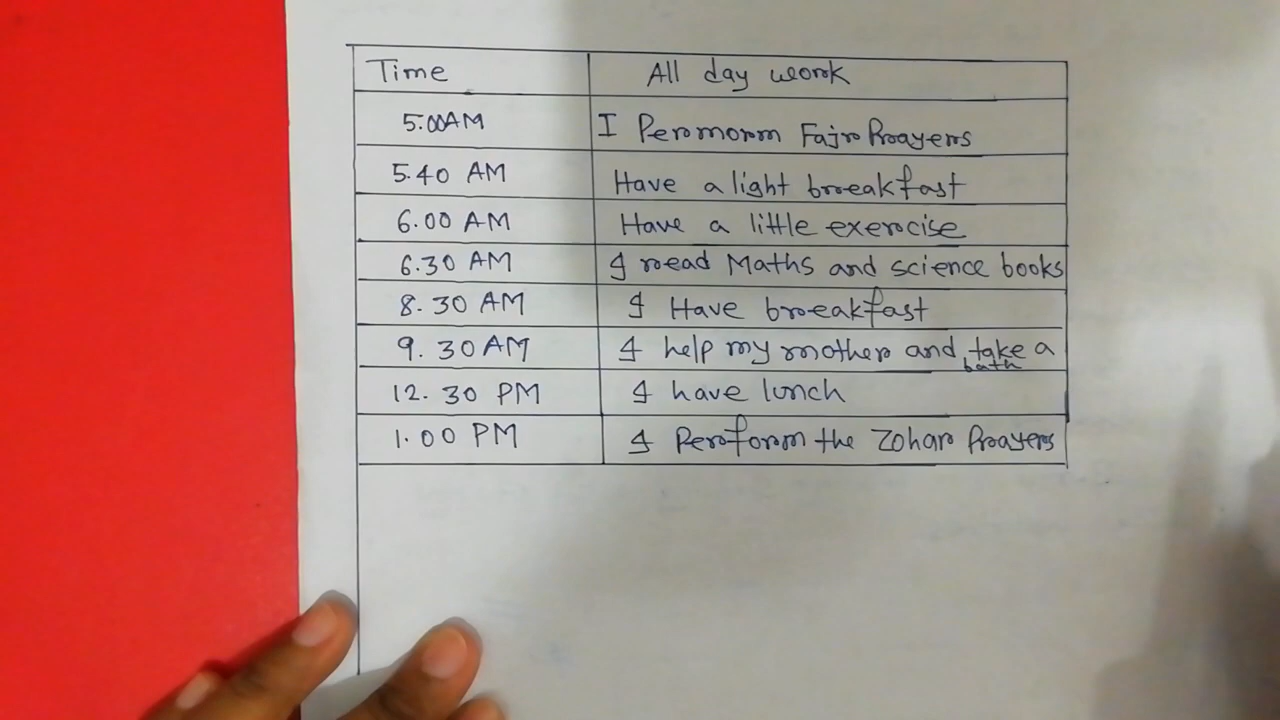 Time All day work
5.00AM I Permorm Fajr Prayers
5.40 AM Have a light breakfast
6.00 AM Have a little exercise
6.30 AM I read Maths and science books
8.30 AM I Have breakfast
9.30 AM I help my mother and take a
bath
12.30 PM I have lunch
1.00 PM I Perform the Zohar Prayers